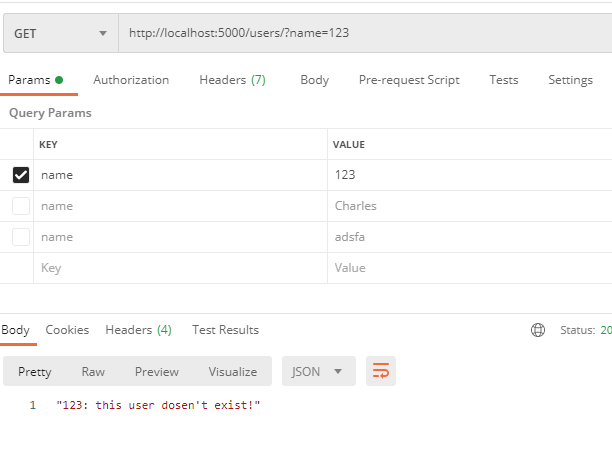 GET http://localhost:5000/users/?name=123
Params Authorization Headers (7) Body Pre-request Script Tests Settings
Query Params
KEY VALUE
name 123
name Charles
name adsfa
Key Value
Body Cookies Headers (4) Test Results Status: 20
Pretty Raw Preview Visualize JSON
1 "123: this user dosen't exist!"